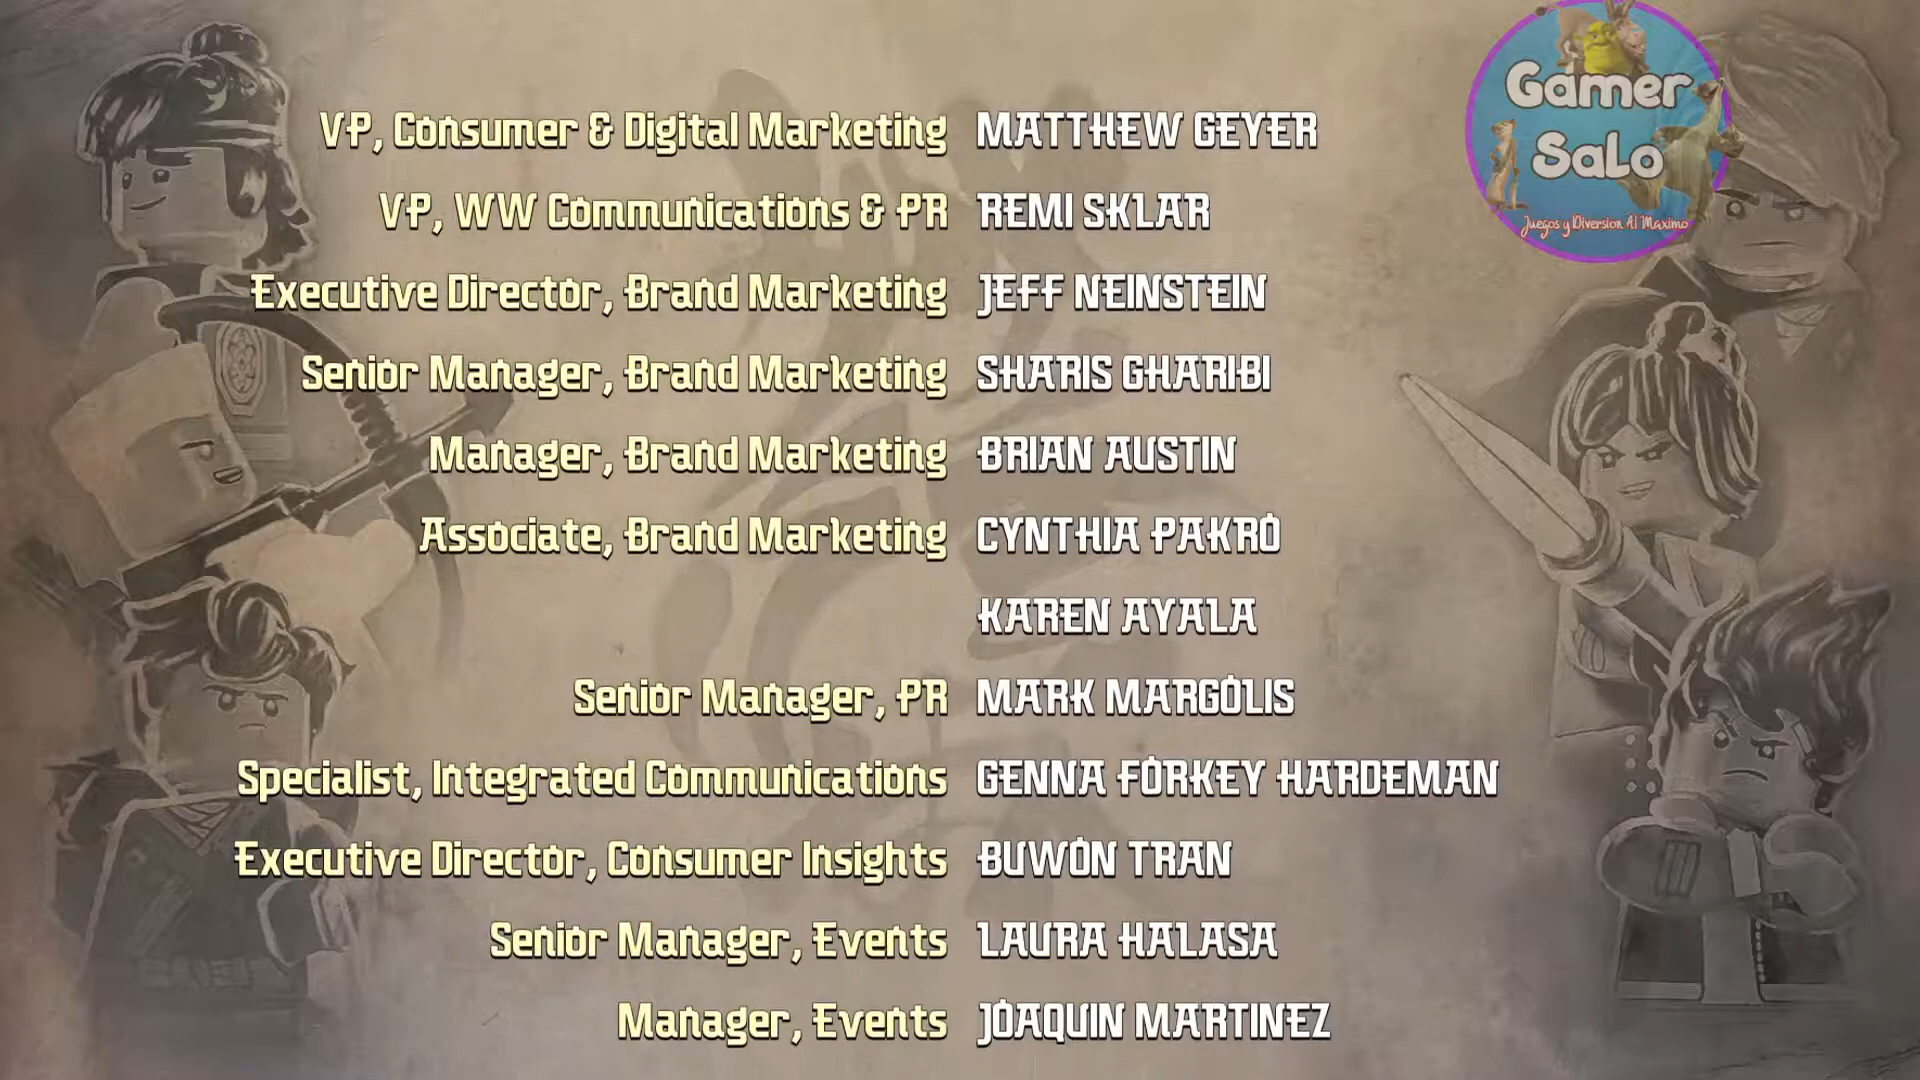 VP, Consumer & Digital Marketing MATTHEW GEYER
VP, WW Communications & PR REMI SKLAR
Executive Director, Brand Marketing JEFF NEINSTEIN
Senior Manager, Brand Marketing SHARIS GHARIBI
Manager, Brand Marketing BRIAN AUSTIN
Associate, Brand Marketing CYNTHIA PAKRO
KAREN AYALA
Senior Manager, PR MARK MARGOLIS
Specialist, Integrated Communications GENNA FORKEY HARDEMAN
Executive Director, Consumer Insights BUWON TRAN
Senior Manager, Events LAURA HALASA
Manager, Events JOAQUIN MARTINEZ
Gamer
SaLo
Juegos y Diversion Al Maximo